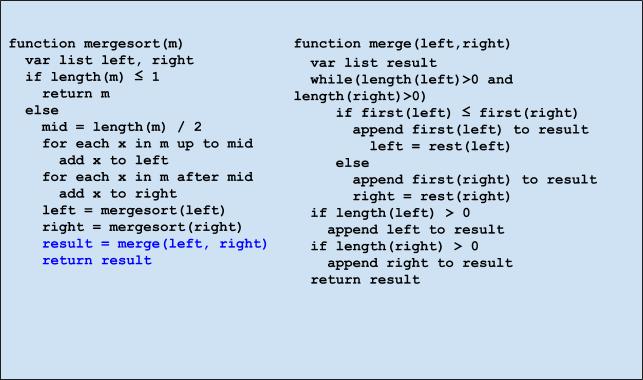 function mergesort(m)
var list left, right
if length(m) ≤ 1
return m
else
mid = length(m) / 2
for each x in m up to mid
add x to left
for each x in m after mid
add x to right
left = mergesort(left)
right = mergesort(right)
result = merge(left, right)
return result
function merge(left,right)
var list result
while(length(left)>0 and
length(right)>0)
if first(left) ≤ first(right)
append first(left) to result
left = rest(left)
else
append first(right) to result
right = rest(right)
if length(left) > 0
append left to result
if length(right) > 0
append right to result
return result